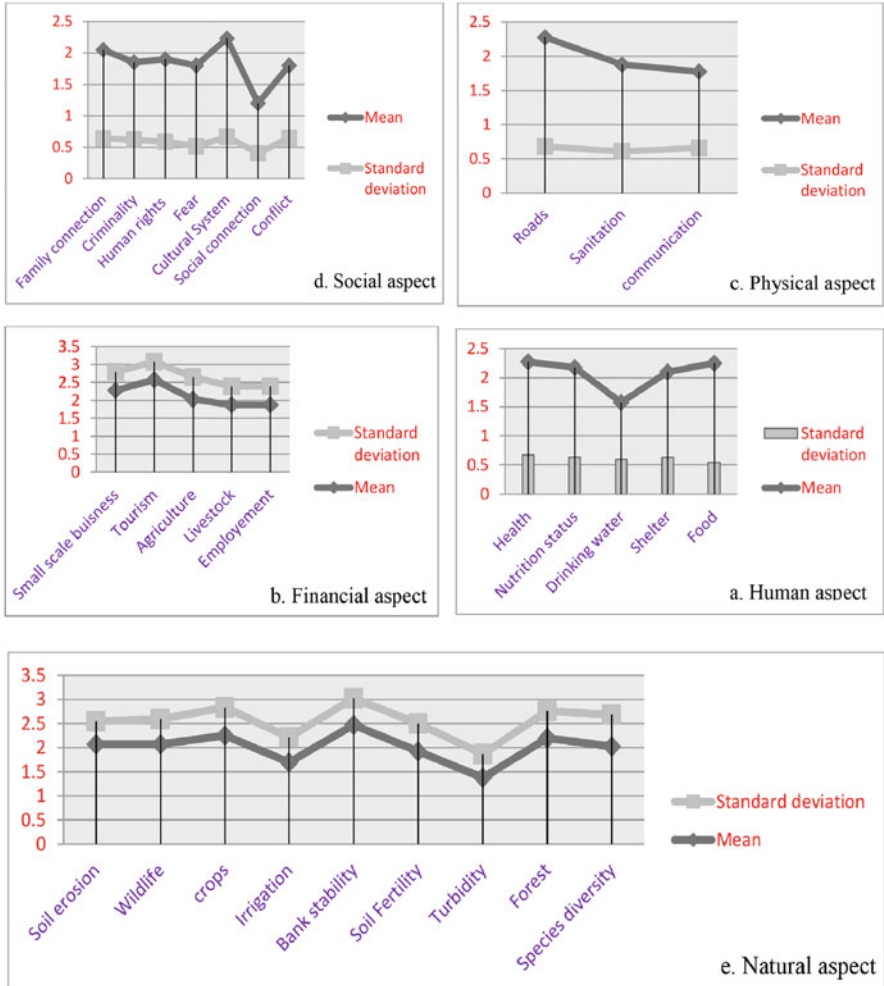 2.5
2
1.5
1
0.5
0
Family connection
Criminality
Human rights
Fear
Cultural System
Social connection
Conflict
Mean
Standard
deviation
d. Social aspect
2.5
2
1.5
1
0.5
0
Roads
Sanitation
communication
Mean
Standard
deviation
c. Physical aspect
3.5
3
2.5
2
1.5
1
0.5
0
Small scale buisness
Tourism
Agriculture
Livestock
Employement
Standard
deviation
Mean
b. Financial aspect
2.5
2
1.5
1
0.5
0
Health
Nutrition status
Drinking water
Shelter
Food
Standard
deviation
Mean
a. Human aspect
3.5
3
2.5
2
1.5
1
0.5
0
Soil erosion
Wildlife
crops
Irrigation
Bank stability
Soil Fertility
Turbidity
Forest
Species diversity
Standard deviation
Mean
e. Natural aspect